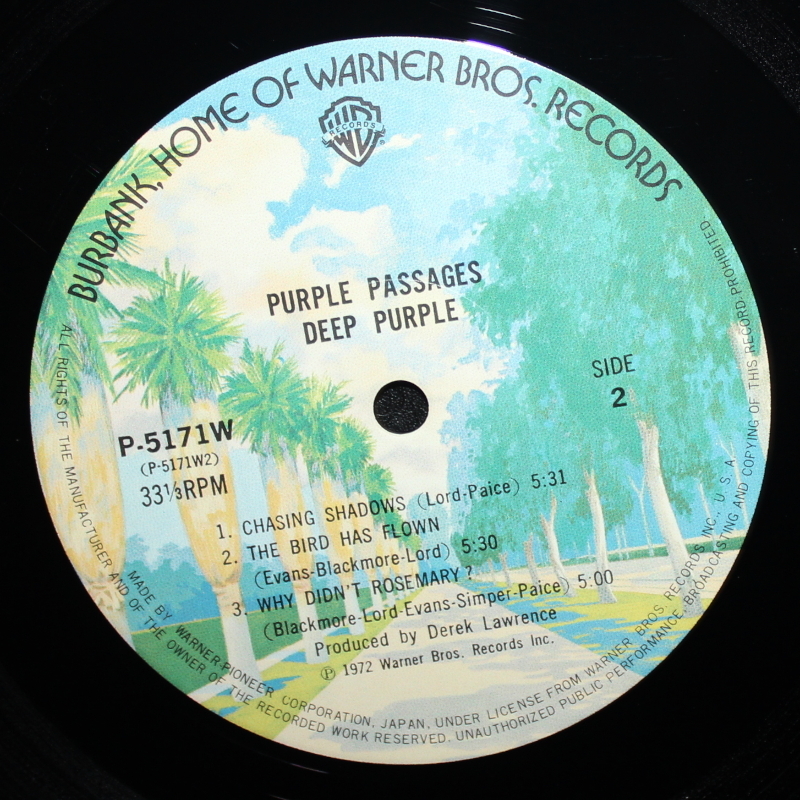 BURBANK, HOME OF WARNER BROS. RECORDS
RECORDS
®
PURPLE PASSAGES
DEEP PURPLE
SIDE
2
P-5171W
(P-5171W2)
33⅓RPM
1. CHASING SHADOWS (Lord-Paice) 5:31
2. THE BIRD HAS FLOWN
(Evans-Blackmore-Lord) 5:30
3. WHY DIDN'T ROSEMARY?
(Blackmore-Lord-Evans-Simper-Paice) 5:00
Produced by Derek Lawrence
Ⓟ 1972 Warner Bros. Records Inc.
MADE BY WARNER-PIONEER CORPORATION, JAPAN, UNDER LICENSE FROM WARNER BROS. RECORDS INC., U.S.A.
ALL RIGHTS OF THE MANUFACTURER AND OF THE OWNER OF THE RECORDED WORK RESERVED. UNAUTHORIZED PUBLIC PERFORMANCE, BROADCASTING AND COPYING OF THIS RECORD PROHIBITED.